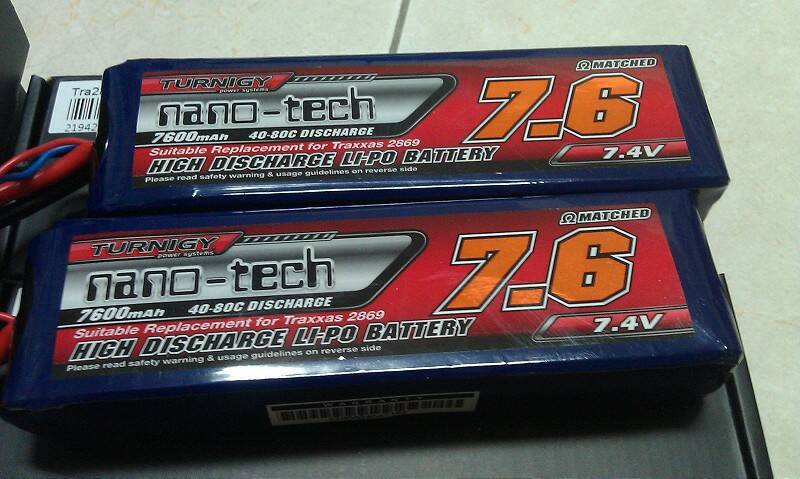 Tra2
21942
TURNIGY
power systems
nano-tech
7600mAh 40-80C DISCHARGE
Suitable Replacement for Traxxas 2869
HIGH DISCHARGE LI-PO BATTERY
Please read safety warning & usage guidelines on reverse side
Ω MATCHED
7.6
7.4V
TURNIGY
power systems
nano-tech
7600mAh 40-80C DISCHARGE
Suitable Replacement for Traxxas 2869
HIGH DISCHARGE LI-PO BATTERY
Please read safety warning & usage guidelines on reverse side
Ω MATCHED
7.6
7.4V
WARRANTY